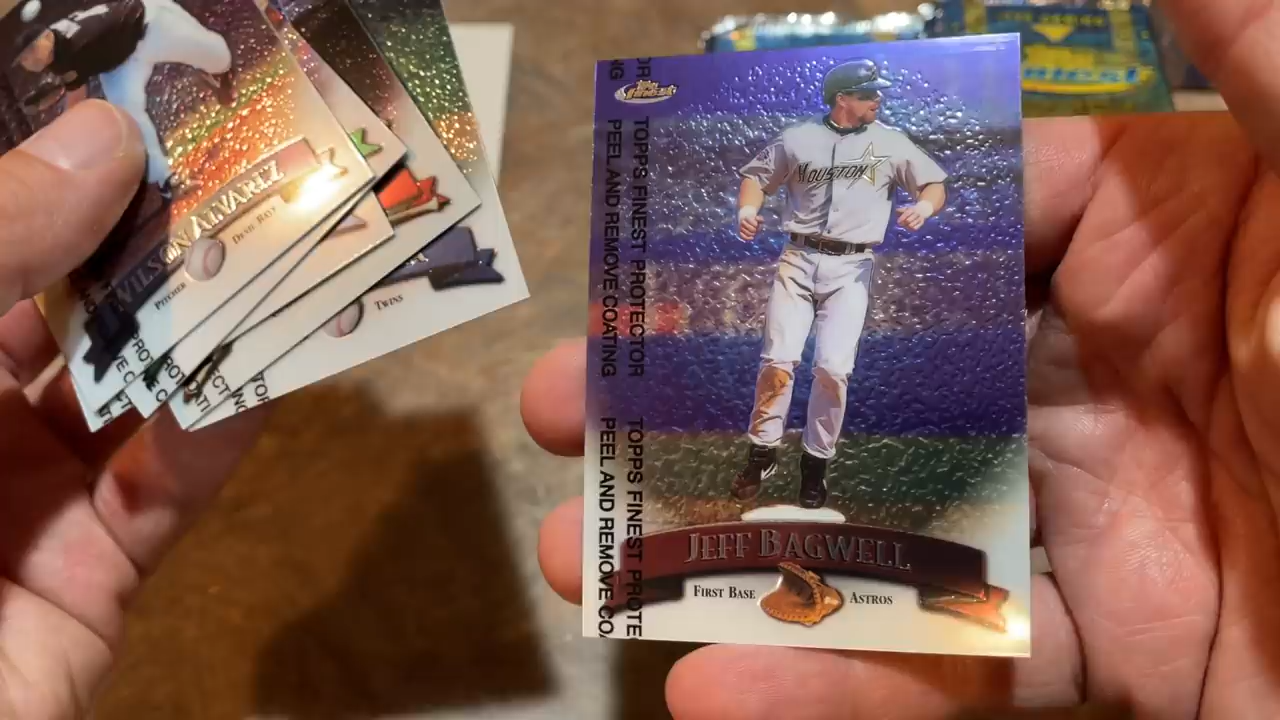 WILSON ALVAREZ
PITCHER
DEVIL RAYS
TWINS
FINEST
HOUSTON
TOPPS FINEST PROTECTOR
PEEL AND REMOVE COATING
TOPPS FINEST PROTE
PEEL AND REMOVE COA
JEFF BAGWELL
FIRST BASE
ASTROS